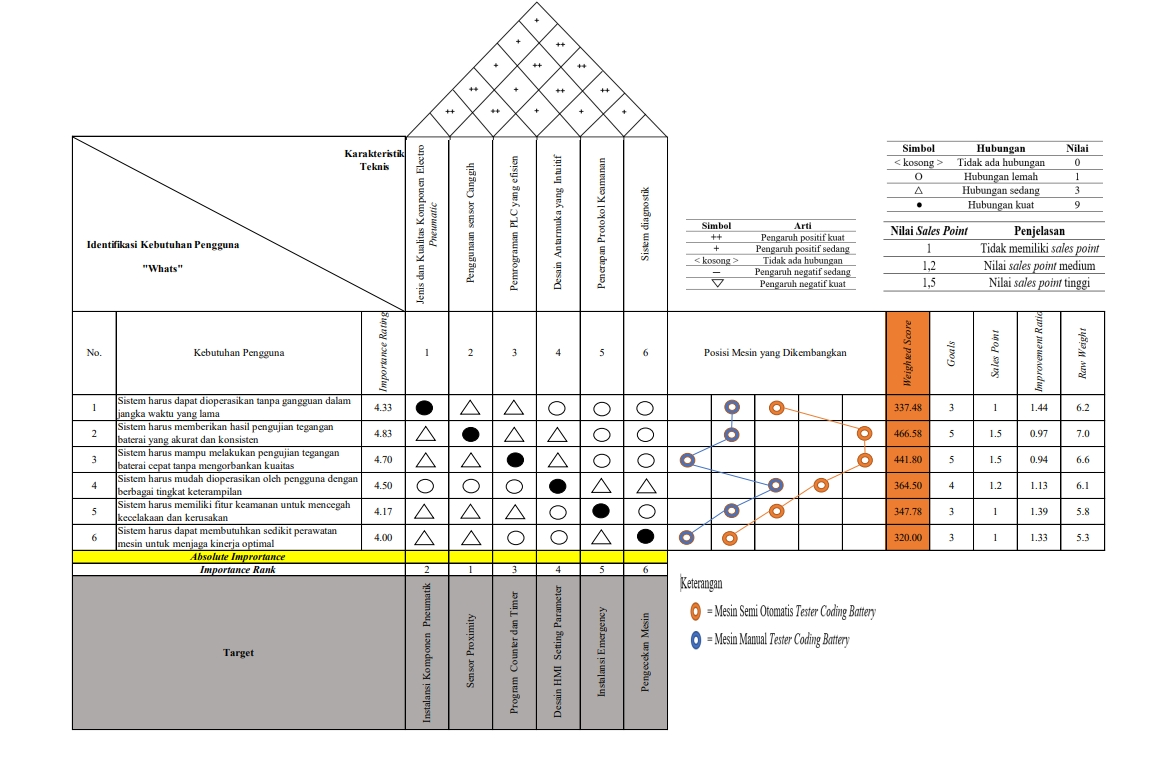 +
+ ++
+ ++ ++
++ + ++ ++
++ ++ + + +
Karakteristik
Teknis
Identifikasi Kebutuhan Pengguna
"Whats"
Jenis dan Kualitas Komponen Electro
Pneumatic
Penggunaan sensor Canggih
Pemrograman PLC yang efisien
Desain Antarmuka yang Intuitif
Penerapan Protokol Keamanan
Sistem diagnostik
Simbol Arti
++ Pengaruh positif kuat
+ Pengaruh positif sedang
< kosong > Tidak ada hubungan
— Pengaruh negatif sedang
▽ Pengaruh negatif kuat
Simbol Hubungan Nilai
< kosong > Tidak ada hubungan 0
O Hubungan lemah 1
△ Hubungan sedang 3
● Hubungan kuat 9
Nilai Sales Point Penjelasan
1 Tidak memiliki sales point
1,2 Nilai sales point medium
1,5 Nilai sales point tinggi
No. Kebutuhan Pengguna Importance Rating 1 2 3 4 5 6 Posisi Mesin yang Dikembangkan Weighted Score Goals Sales Point Improvement Ratio Raw Weight
1 Sistem harus dapat dioperasikan tanpa gangguan dalam
jangka waktu yang lama 4.33 ● △ △ ○ ○ ○ 337.48 3 1 1.44 6.2
2 Sistem harus memberikan hasil pengujian tegangan
baterai yang akurat dan konsisten 4.83 △ ● △ △ ○ ○ 466.58 5 1.5 0.97 7.0
3 Sistem harus mampu melakukan pengujian tegangan
baterai cepat tanpa mengorbankan kuaitas 4.70 △ △ ● △ ○ ○ 441.80 5 1.5 0.94 6.6
4 Sistem harus mudah dioperasikan oleh pengguna dengan
berbagai tingkat keterampilan 4.50 ○ ○ ○ ● △ △ 364.50 4 1.2 1.13 6.1
5 Sistem harus memiliki fitur keamanan untuk mencegah
kecelakaan dan kerusakan 4.17 △ △ △ ○ ● ○ 347.78 3 1 1.39 5.8
6 Sistem harus dapat membutuhkan sedikit perawatan
mesin untuk menjaga kinerja optimal 4.00 △ △ ○ ○ △ ● 320.00 3 1 1.33 5.3
Absolute Imprortance
Importance Rank 2 1 3 4 5 6
Target
Instalansi Komponen Pneumatik
Sensor Proximity
Program Counter dan Timer
Desain HMI Setting Parameter
Instalansi Emergency
Pengecekan Mesin
Keterangan
= Mesin Semi Otomatis Tester Coding Battery
= Mesin Manual Tester Coding Battery